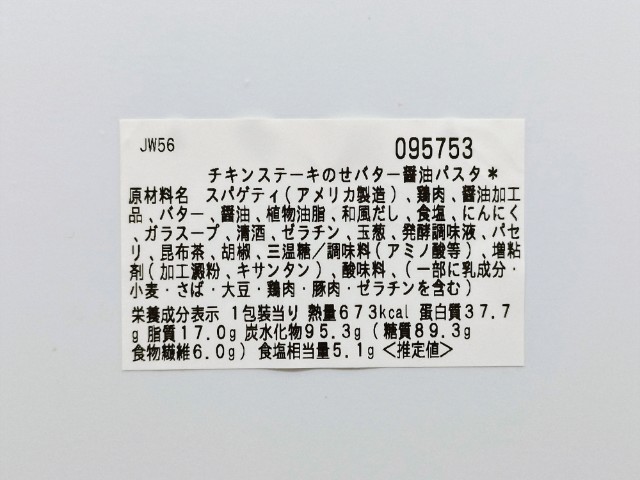 JW56
095753
チキンステーキのせバター醤油パスタ*
原材料名 スパゲティ(アメリカ製造)、鶏肉、醤油加工
品、バター、醤油、植物油脂、和風だし、食塩、にんにく
、ガラスープ、清酒、ゼラチン、玉葱、発酵調味液、パセ
リ、昆布茶、胡椒、三温糖/調味料(アミノ酸等)、増粘
剤(加工澱粉、キサンタン)、酸味料、(一部に乳成分・
小麦・さば・大豆・鶏肉・豚肉・ゼラチンを含む)
栄養成分表示 1包装当り 熱量673kcal 蛋白質37.7
g 脂質17.0g 炭水化物95.3g(糖質89.3g
食物繊維6.0g) 食塩相当量5.1g <推定値>